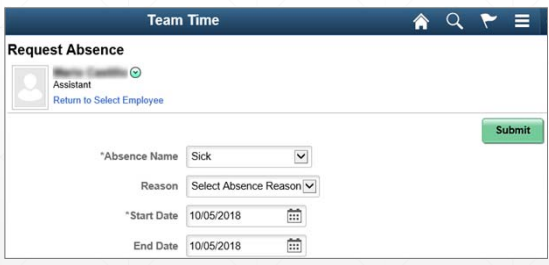 Team Time
Request Absence
Assistant
Return to Select Employee
Submit
*Absence Name Sick
Reason Select Absence Reason
*Start Date 10/05/2018
End Date 10/05/2018